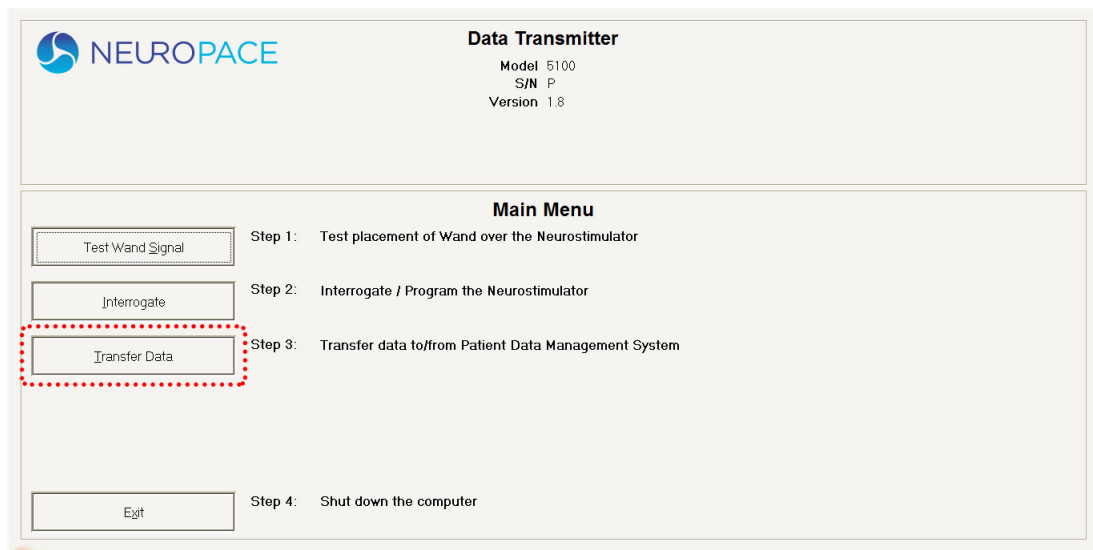 NEUROPACE
Data Transmitter
Model 5100
S/N P
Version 1.8
Main Menu
Test Wand Signal Step 1: Test placement of Wand over the Neurostimulator
Interrogate Step 2: Interrogate / Program the Neurostimulator
Transfer Data Step 3: Transfer data to/from Patient Data Management System
Exit Step 4: Shut down the computer